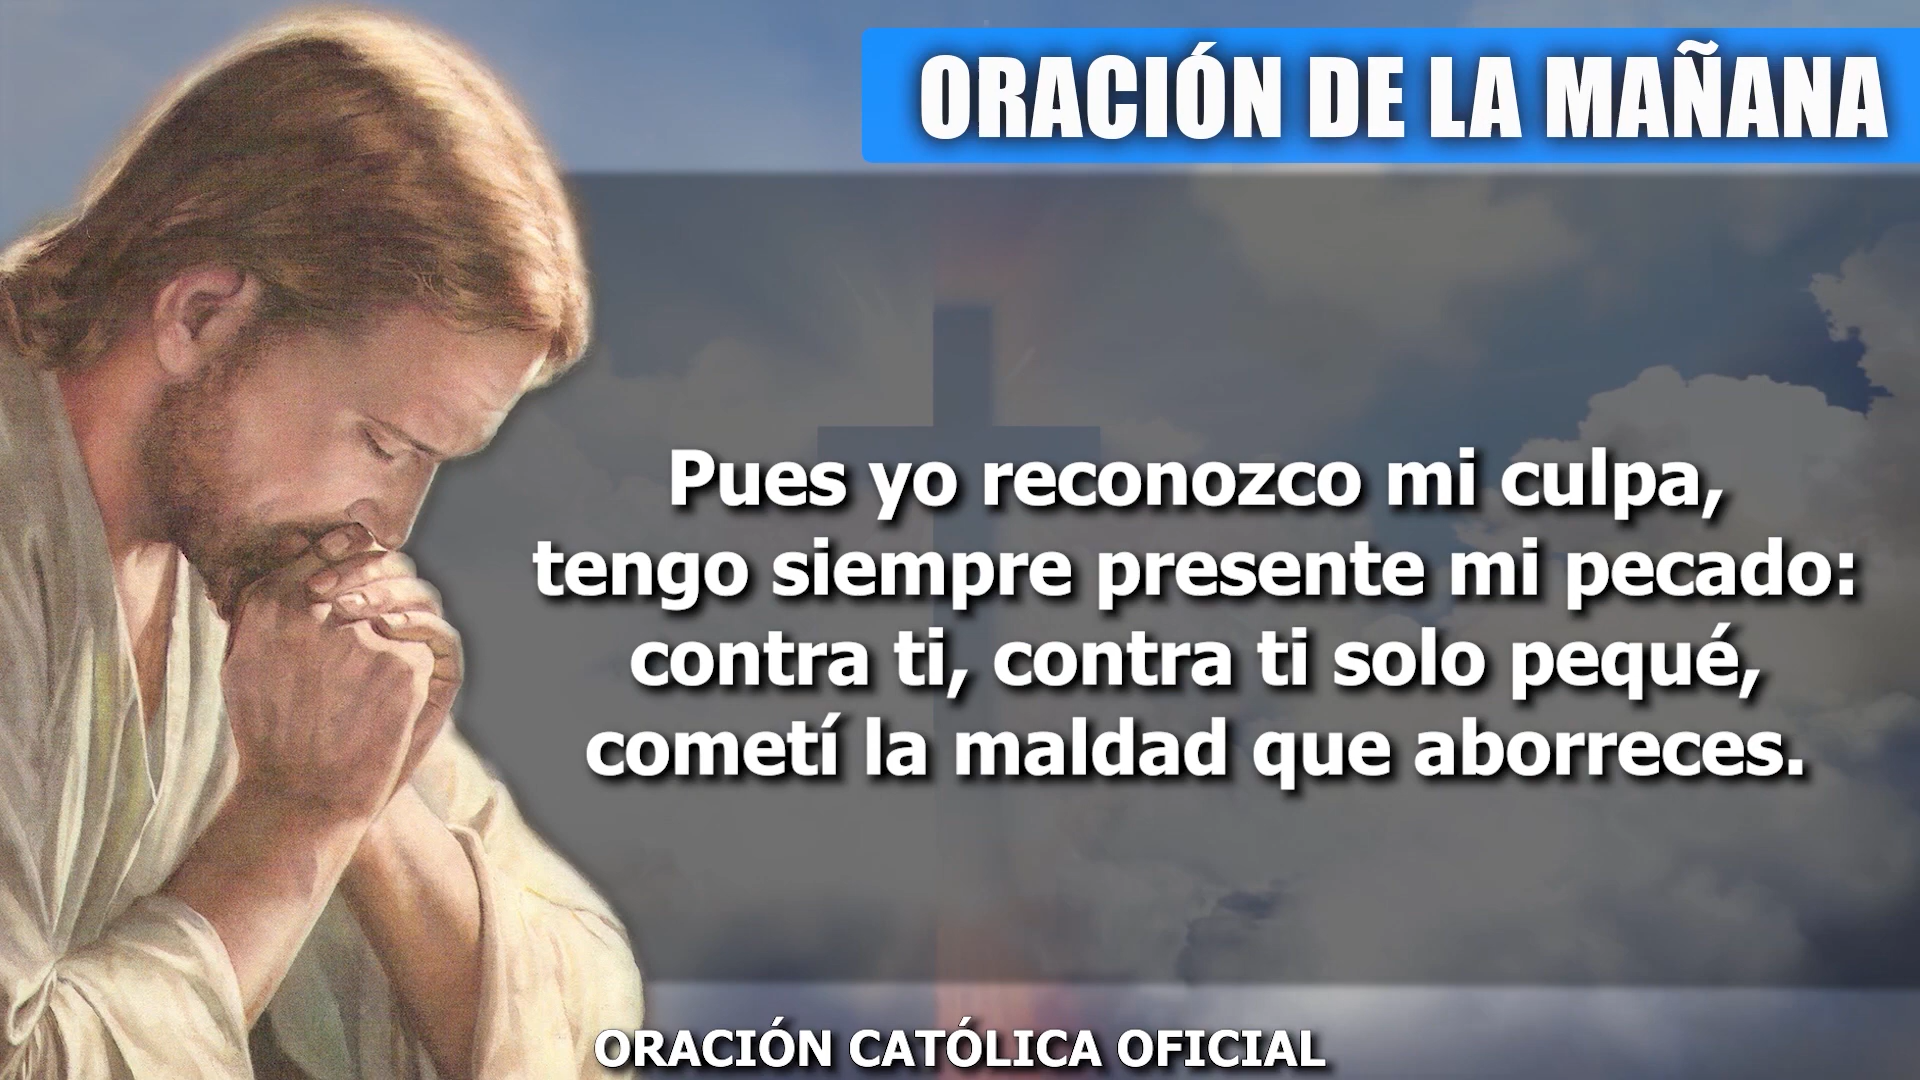 ORACIÓN DE LA MAÑANA
Pues yo reconozco mi culpa,
tengo siempre presente mi pecado:
contra ti, contra ti solo pequé,
cometí la maldad que aborreces.
ORACIÓN CATÓLICA OFICIAL